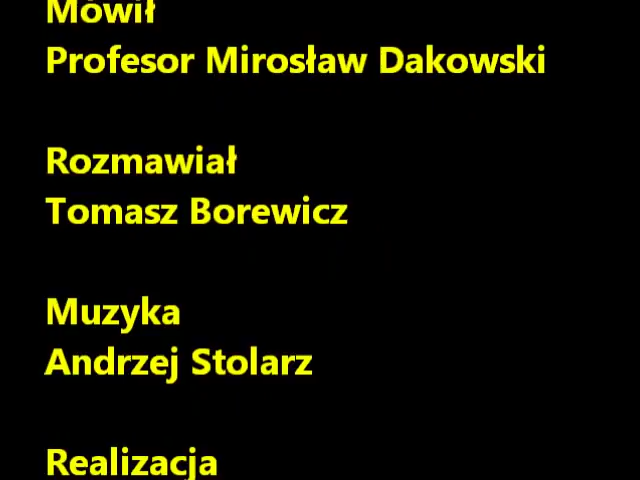 Mówił
Profesor Mirosław Dakowski
Rozmawiał
Tomasz Borewicz
Muzyka
Andrzej Stolarz
Realizacja